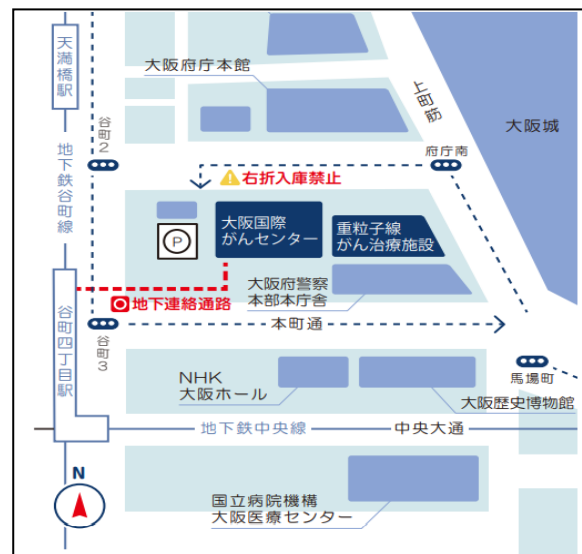 天満橋駅
大阪府庁本館
上町筋
大阪城
谷町2
府庁南
地下鉄谷町線
右折入庫禁止
P
大阪国際
がんセンター
重粒子線
がん治療施設
大阪府警察
本部本庁舎
地下連絡通路
本町通
谷町四丁目駅
谷町3
馬場町
NHK
大阪ホール
大阪歴史博物館
地下鉄中央線
中央大通
N
国立病院機構
大阪医療センター